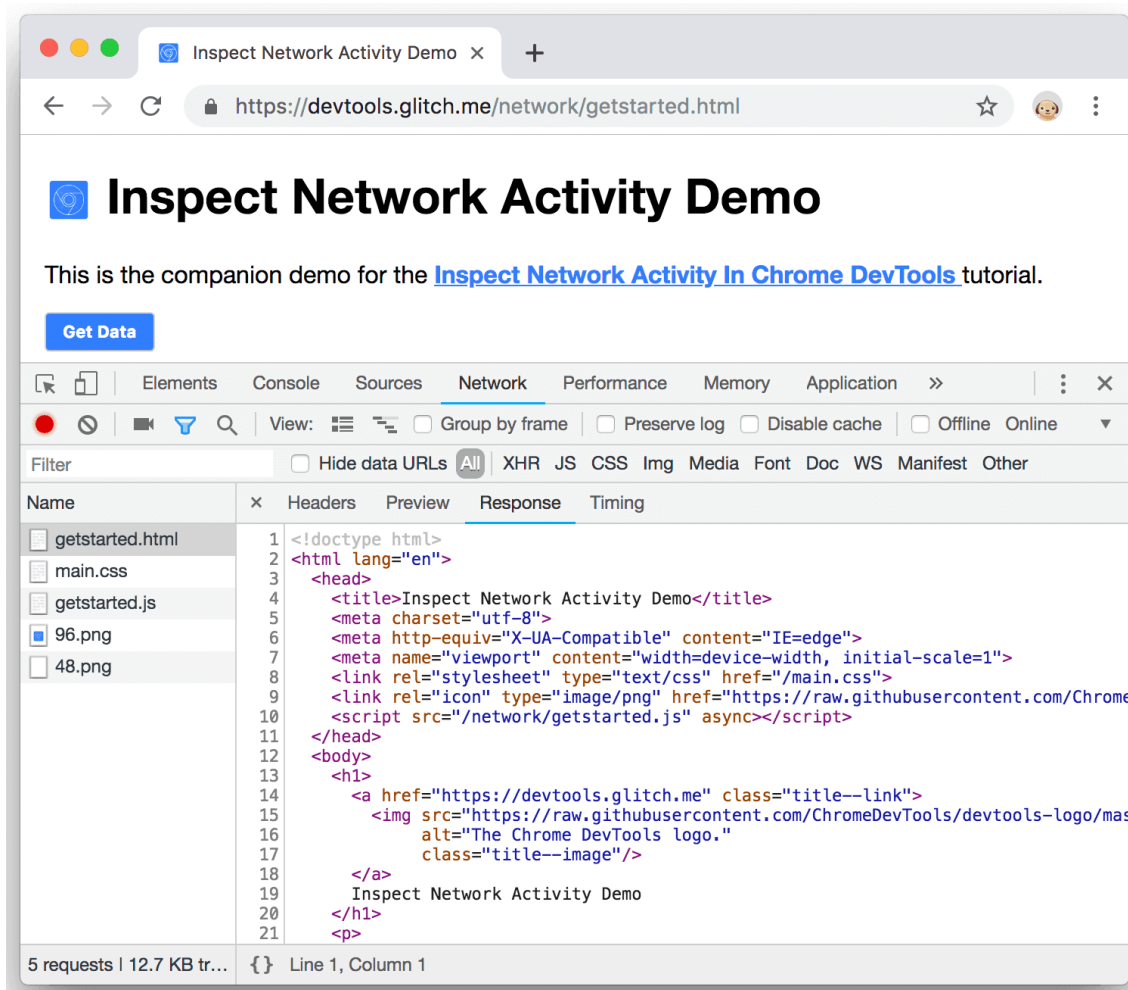 Inspect Network Activity Demo
https://devtools.glitch.me/network/getstarted.html
Inspect Network Activity Demo
This is the companion demo for the Inspect Network Activity In Chrome DevTools tutorial.
Get Data
Elements Console Sources Network Performance Memory Application »
View: Group by frame Preserve log Disable cache Offline Online
Filter Hide data URLs All XHR JS CSS Img Media Font Doc WS Manifest Other
Name
getstarted.html
main.css
getstarted.js
96.png
48.png
5 requests | 12.7 KB tr...
× Headers Preview Response Timing
1 <!doctype html>
2 <html lang="en">
3 <head>
4 <title>Inspect Network Activity Demo</title>
5 <meta charset="utf-8">
6 <meta http-equiv="X-UA-Compatible" content="IE=edge">
7 <meta name="viewport" content="width=device-width, initial-scale=1">
8 <link rel="stylesheet" type="text/css" href="/main.css">
9 <link rel="icon" type="image/png" href="https://raw.githubusercontent.com/Chrome
10 <script src="/network/getstarted.js" async></script>
11 </head>
12 <body>
13 <h1>
14 <a href="https://devtools.glitch.me" class="title--link">
15 <img src="https://raw.githubusercontent.com/ChromeDevTools/devtools-logo/mas
16 alt="The Chrome DevTools logo."
17 class="title--image"/>
18 </a>
19 Inspect Network Activity Demo
20 </h1>
21 <p>
{} Line 1, Column 1